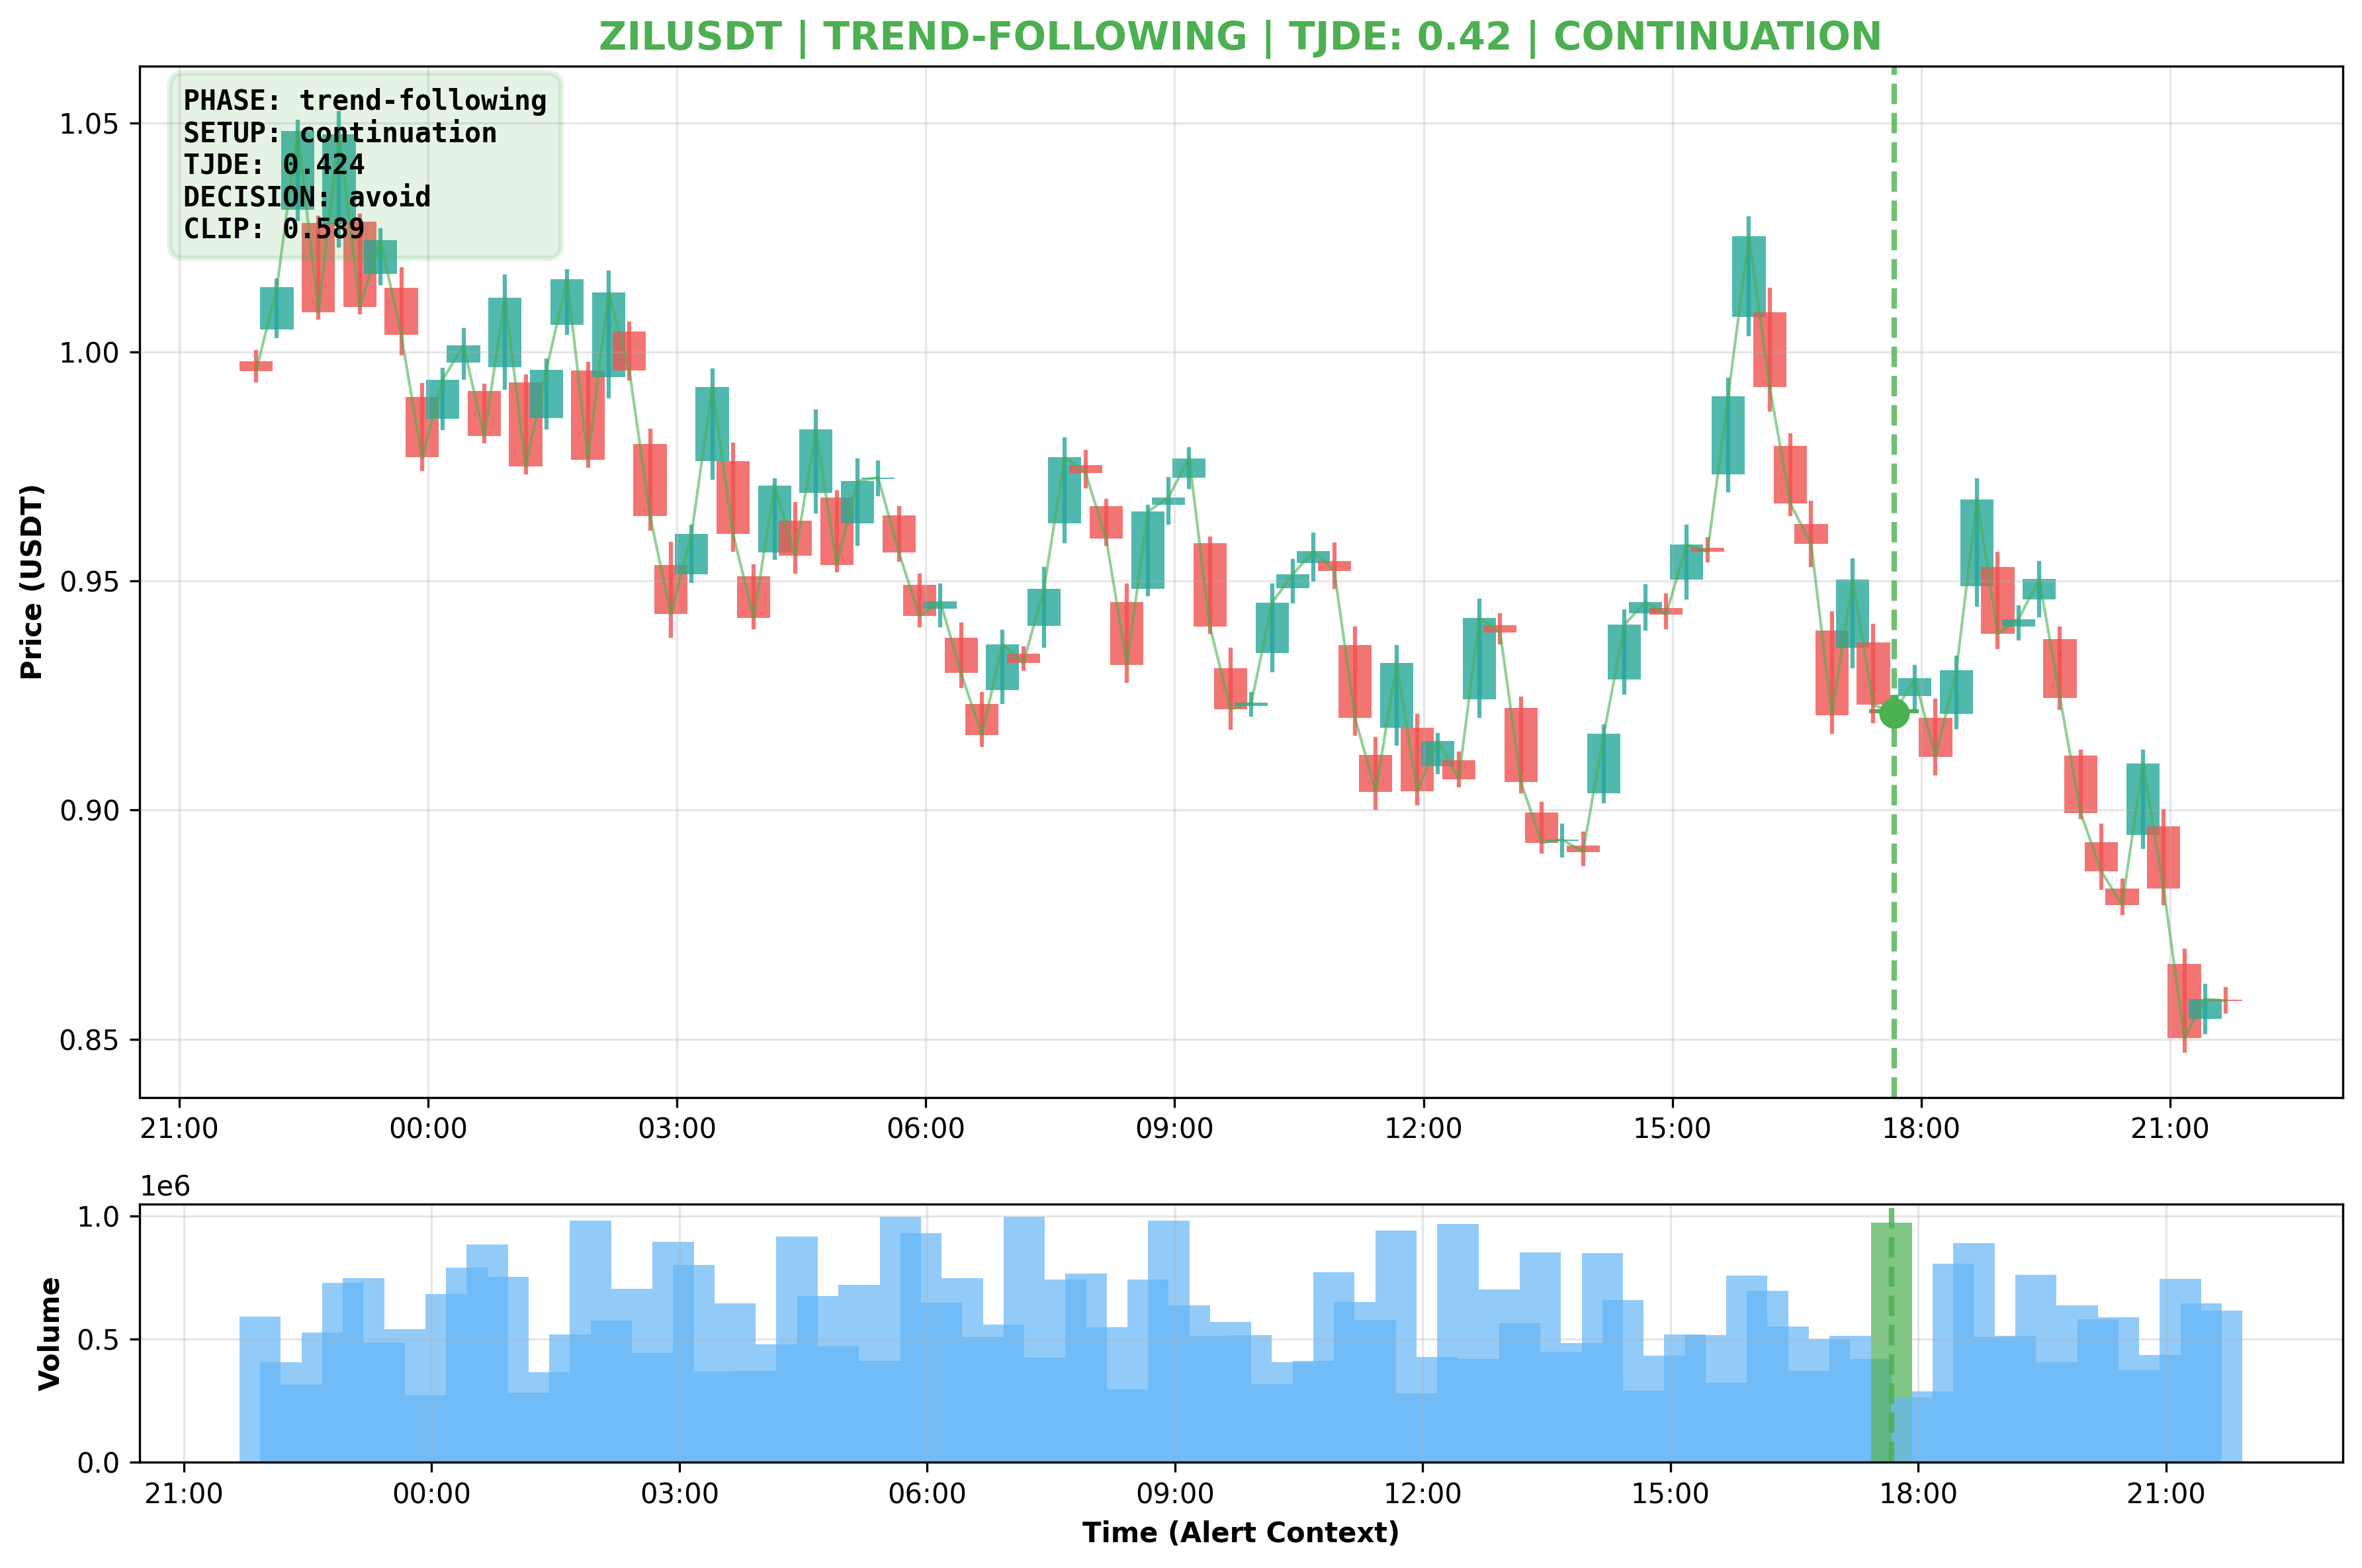 ZILUSDT | TREND-FOLLOWING | TJDE: 0.42 | CONTINUATION
PHASE: trend-following
SETUP: continuation
TJDE: 0.424
DECISION: avoid
CLIP: 0.589
Price (USDT)
1.05
1.00
0.95
0.90
0.85
21:00 00:00 03:00 06:00 09:00 12:00 15:00 18:00 21:00
1e6
Volume
1.0
0.5
0.0
21:00 00:00 03:00 06:00 09:00 12:00 15:00 18:00 21:00
Time (Alert Context)